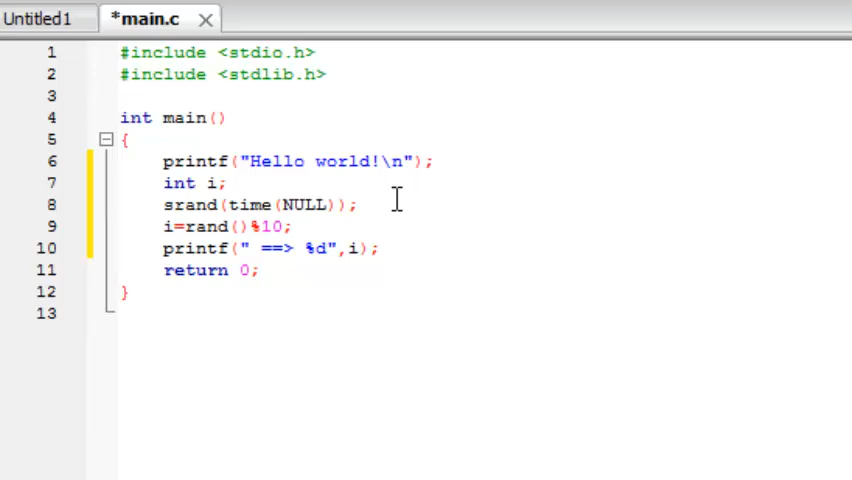 Untitled1 *main.c
1 #include <stdio.h>
2 #include <stdlib.h>
3
4 int main()
5 {
6 printf("Hello world!\n");
7 int i;
8 srand(time(NULL));
9 i=rand()%10;
10 printf(" ==> %d",i);
11 return 0;
12 }
13